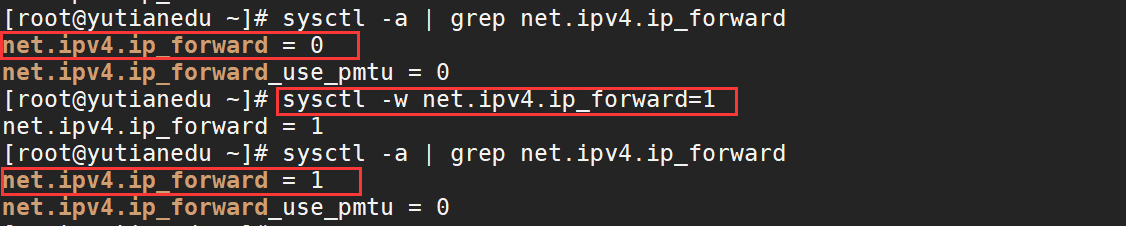 [root@yutianedu ~]# sysctl -a | grep net.ipv4.ip_forward
net.ipv4.ip_forward = 0
net.ipv4.ip_forward_use_pmtu = 0
[root@yutianedu ~]# sysctl -w net.ipv4.ip_forward=1
net.ipv4.ip_forward = 1
[root@yutianedu ~]# sysctl -a | grep net.ipv4.ip_forward
net.ipv4.ip_forward = 1
net.ipv4.ip_forward_use_pmtu = 0